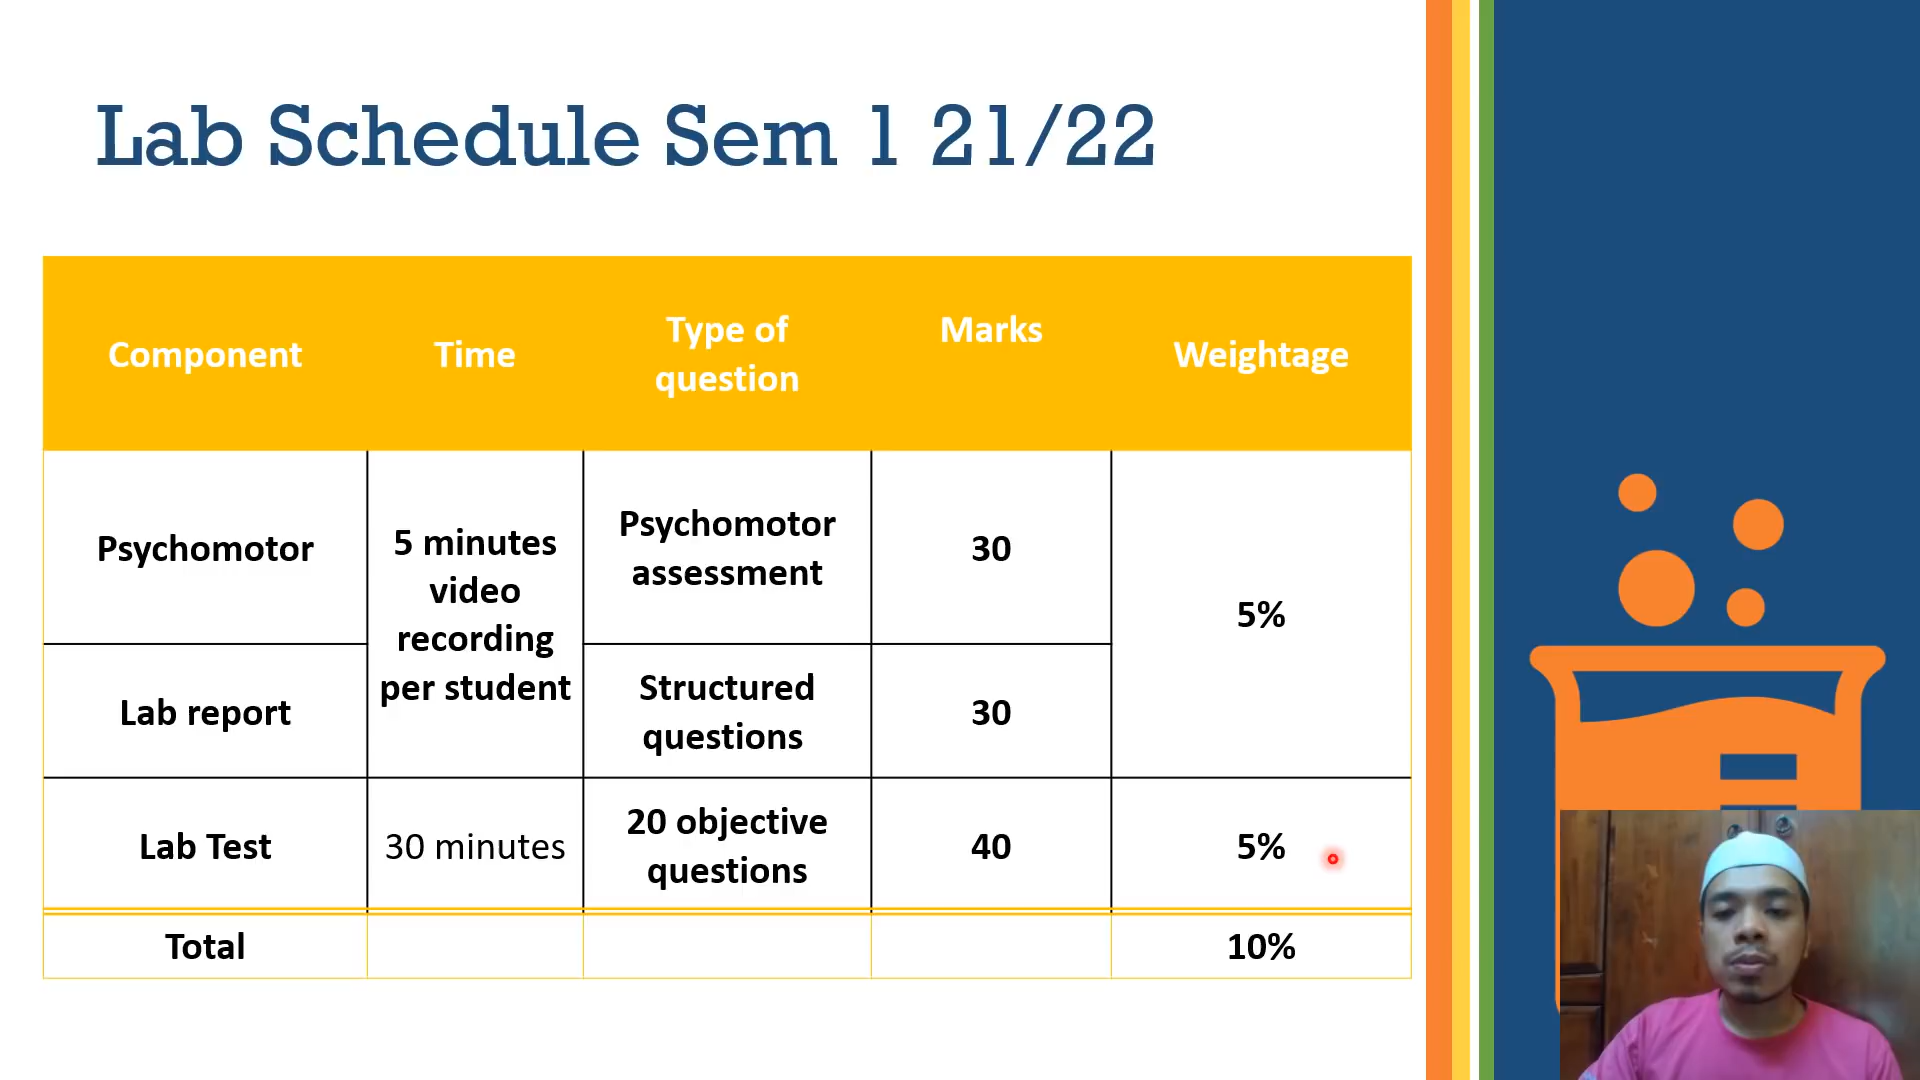 Lab Schedule Sem 1 21/22
Component
Time
Type of
question
Marks
Weightage
Psychomotor
5 minutes
video
recording
per student
Psychomotor
assessment
30
5%
Lab report
Structured
questions
30
Lab Test
30 minutes
20 objective
questions
40
5%
Total
10%